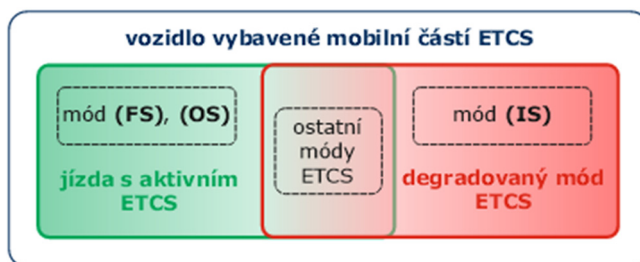 vozidlo vybavené mobilní částí ETCS
mód (FS), (OS)
jízda s aktivním
ETCS
ostatní
módy
ETCS
mód (IS)
degradovaný mód
ETCS